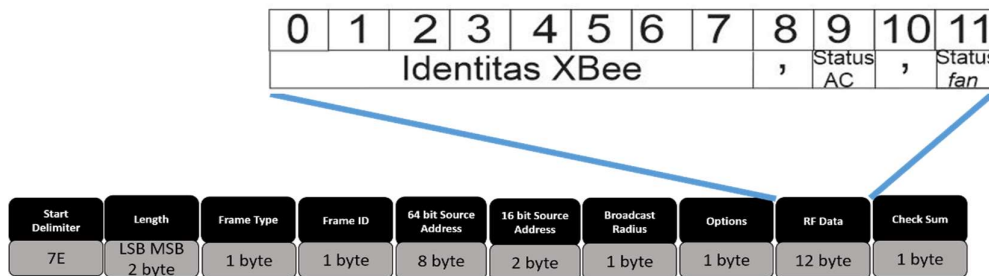 0 1 2 3 4 5 6 7 8 9 10 11
Identitas XBee , Status AC , Status fan
Start Delimiter Length Frame Type Frame ID 64 bit Source Address 16 bit Source Address Broadcast Radius Options RF Data Check Sum
7E LSB MSB 2 byte 1 byte 1 byte 8 byte 2 byte 1 byte 1 byte 12 byte 1 byte